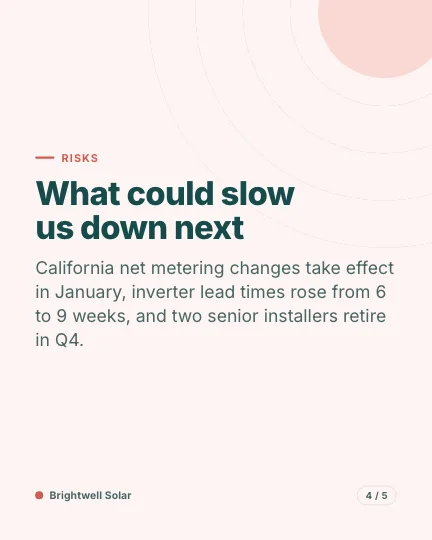 RISKS
What could slow
us down next
California net metering changes take effect
in January, inverter lead times rose from 6
to 9 weeks, and two senior installers retire
in Q4.
Brightwell Solar
4 / 5